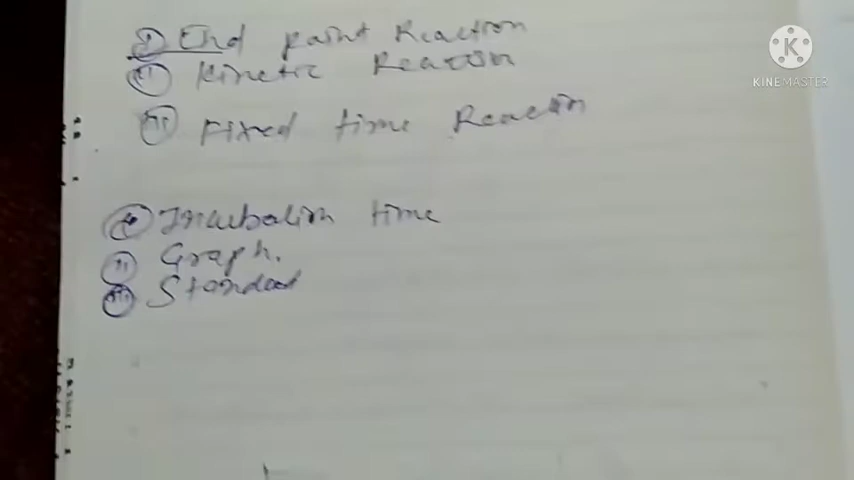 (i) End point Reaction
(ii) Kinetic Reaction
(iii) Fixed time Reaction
(i) Incubation time
(ii) Graph.
(iii) Standard
KINEMASTER